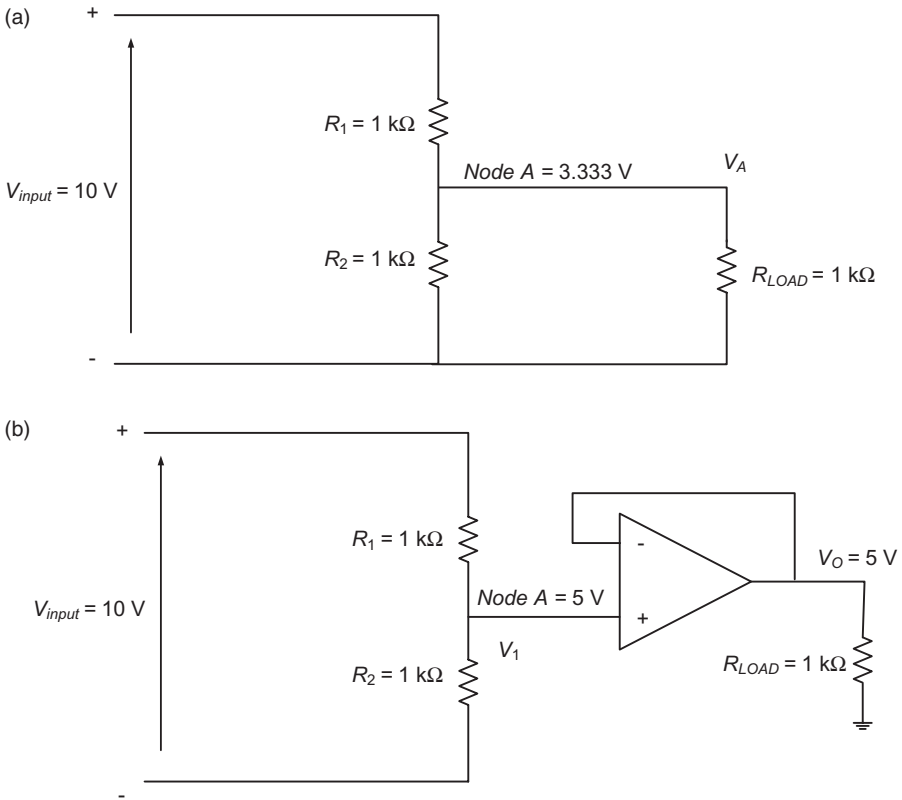 (a)
+
R1 = 1 kΩ
Node A = 3.333 V
VA
Vinput = 10 V
R2 = 1 kΩ
RLOAD = 1 kΩ
-
(b)
+
R1 = 1 kΩ
-
VO = 5 V
Node A = 5 V
Vinput = 10 V
+
V1
R2 = 1 kΩ
RLOAD = 1 kΩ
-